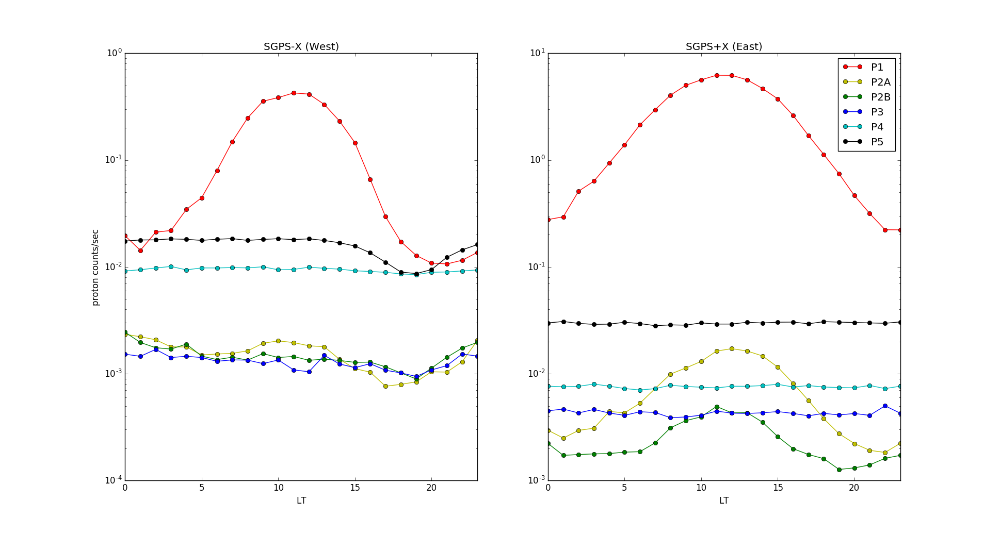 SGPS-X (West)
proton counts/sec
10^0
10^-1
10^-2
10^-3
10^-4
0 5 10 15 20
LT
SGPS+X (East)
10^1
10^0
10^-1
10^-2
10^-3
0 5 10 15 20
LT
P1
P2A
P2B
P3
P4
P5